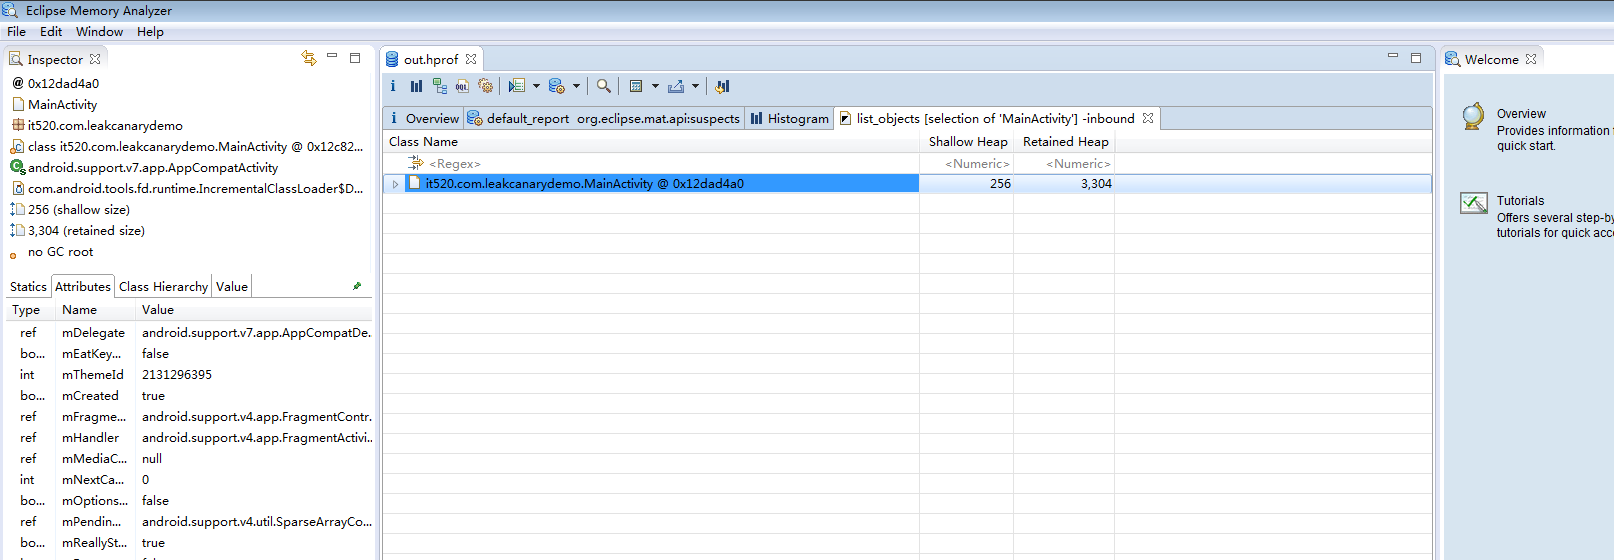 Eclipse Memory Analyzer
File Edit Window Help
Inspector
@ 0x12dad4a0
MainActivity
it520.com.leakcanarydemo
class it520.com.leakcanarydemo.MainActivity @ 0x12c82...
android.support.v7.app.AppCompatActivity
com.android.tools.fd.runtime.IncrementalClassLoader$D...
256 (shallow size)
3,304 (retained size)
no GC root
Statics Attributes Class Hierarchy Value
Type Name Value
ref mDelegate android.support.v7.app.AppCompatDe...
bo... mEatKey... false
int mThemeId 2131296395
bo... mCreated true
ref mFragme... android.support.v4.app.FragmentContr...
ref mHandler android.support.v4.app.FragmentActivi...
ref mMediaC... null
int mNextCa... 0
bo... mOptions... false
ref mPendin... android.support.v4.util.SparseArrayCo...
bo... mReallySt... true
out.hprof
i OQL
i Overview default_report org.eclipse.mat.api:suspects Histogram list_objects [selection of 'MainActivity'] -inbound
Class Name Shallow Heap Retained Heap
<Regex> <Numeric> <Numeric>
it520.com.leakcanarydemo.MainActivity @ 0x12dad4a0 256 3,304
Welcome
Overview
Provides information f
quick start.
Tutorials
Offers several step-by
tutorials for quick acce